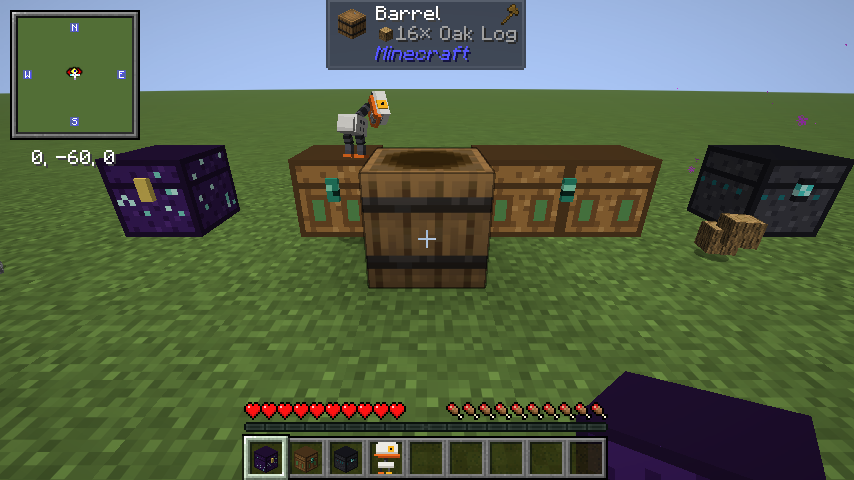 Barrel
16× Oak Log
Minecraft
N
W
E
S
0, -60, 0